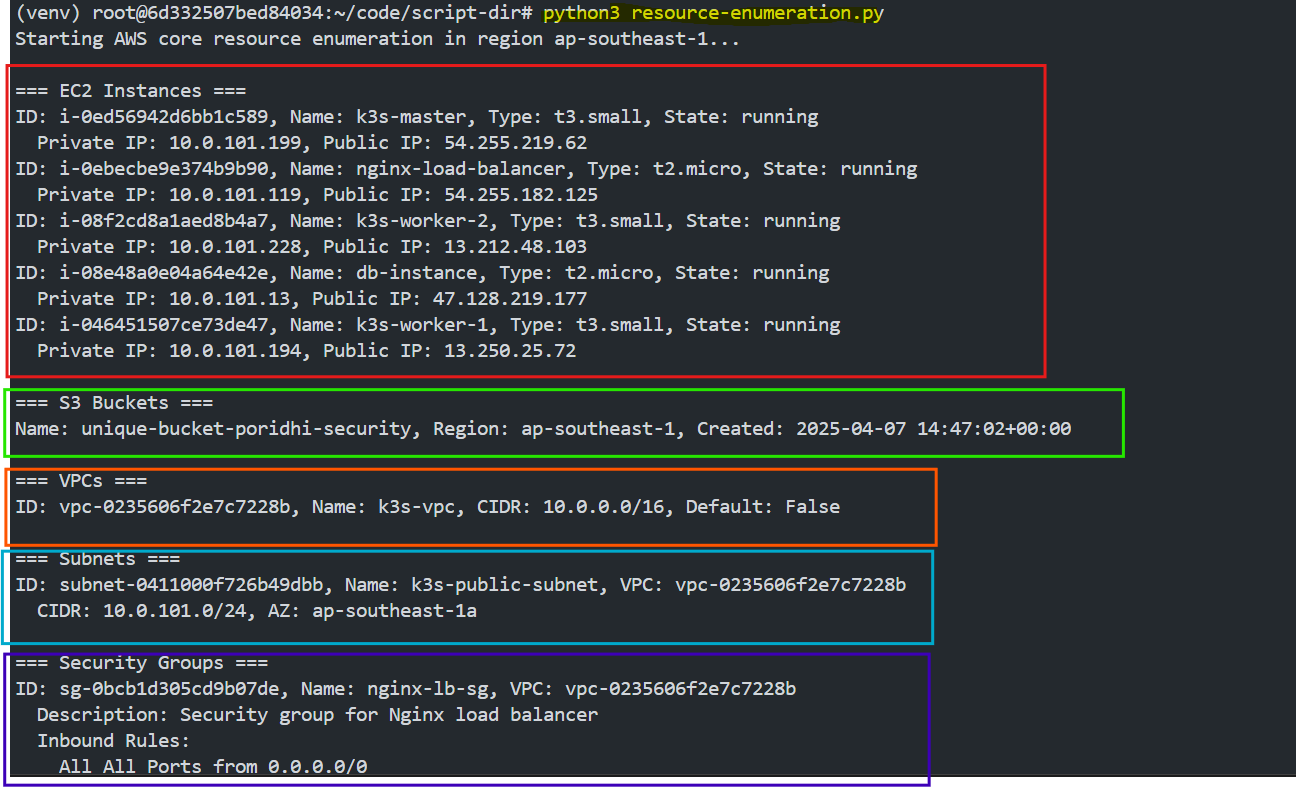 (venv) root@6d332507bed84034:~/code/script-dir# python3 resource-enumeration.py
Starting AWS core resource enumeration in region ap-southeast-1...
=== EC2 Instances ===
ID: i-0ed56942d6bb1c589, Name: k3s-master, Type: t3.small, State: running
Private IP: 10.0.101.199, Public IP: 54.255.219.62
ID: i-0ebecbe9e374b9b90, Name: nginx-load-balancer, Type: t2.micro, State: running
Private IP: 10.0.101.119, Public IP: 54.255.182.125
ID: i-08f2cd8a1aed8b4a7, Name: k3s-worker-2, Type: t3.small, State: running
Private IP: 10.0.101.228, Public IP: 13.212.48.103
ID: i-08e48a0e04a64e42e, Name: db-instance, Type: t2.micro, State: running
Private IP: 10.0.101.13, Public IP: 47.128.219.177
ID: i-046451507ce73de47, Name: k3s-worker-1, Type: t3.small, State: running
Private IP: 10.0.101.194, Public IP: 13.250.25.72
=== S3 Buckets ===
Name: unique-bucket-poridhi-security, Region: ap-southeast-1, Created: 2025-04-07 14:47:02+00:00
=== VPCs ===
ID: vpc-0235606f2e7c7228b, Name: k3s-vpc, CIDR: 10.0.0.0/16, Default: False
=== Subnets ===
ID: subnet-0411000f726b49dbb, Name: k3s-public-subnet, VPC: vpc-0235606f2e7c7228b
CIDR: 10.0.101.0/24, AZ: ap-southeast-1a
=== Security Groups ===
ID: sg-0bcb1d305cd9b07de, Name: nginx-lb-sg, VPC: vpc-0235606f2e7c7228b
Description: Security group for Nginx load balancer
Inbound Rules:
All All Ports from 0.0.0.0/0